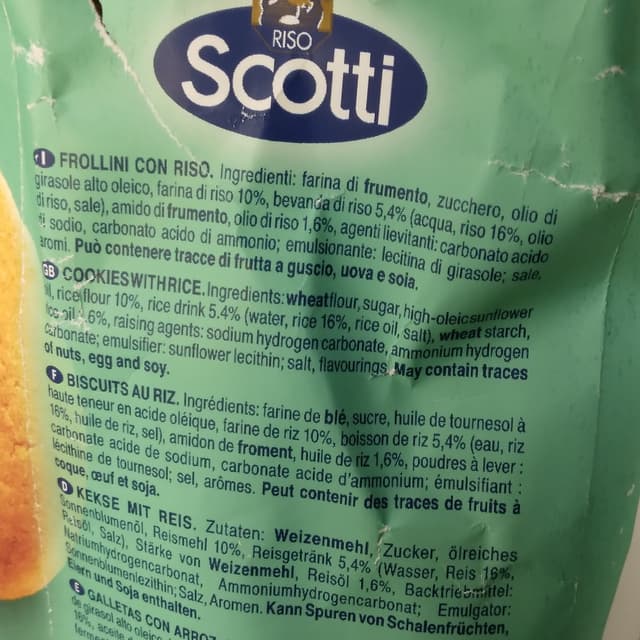 RISO
Scotti
I FROLLINI CON RISO. Ingredienti: farina di frumento, zucchero, olio di
girasole alto oleico, farina di riso 10%, bevanda di riso 5,4% (acqua, riso 16%, olio
di riso, sale), amido di frumento, olio di riso 1,6%, agenti lievitanti: carbonato acido
di sodio, carbonato acido di ammonio; emulsionante: lecitina di girasole; sale,
aromi. Può contenere tracce di frutta a guscio, uova e soia.
GB COOKIES WITH RICE. Ingredients: wheat flour, sugar, high-oleic sunflower
oil, rice flour 10%, rice drink 5.4% (water, rice 16%, rice oil, salt), wheat starch,
rice oil 6%, raising agents: sodium hydrogen carbonate, ammonium hydrogen
carbonate; emulsifier: sunflower lecithin; salt, flavourings. May contain traces
of nuts, egg and soy.
F BISCUITS AU RIZ. Ingrédients: farine de blé, sucre, huile de tournesol à
haute teneur en acide oléique, farine de riz 10%, boisson de riz 5,4% (eau, riz
16%, huile de riz, sel), amidon de froment, huile de riz 1,6%, poudres à lever :
carbonate acide de sodium, carbonate acide d'ammonium; émulsifiant :
lécithine de tournesol; sel, arômes. Peut contenir des traces de fruits à
coque, œuf et soja.
D KEKSE MIT REIS. Zutaten: Weizenmehl, Zucker, ölreiches
Sonnenblumenöl, Reismehl 10%, Reisgetränk 5,4% (Wasser, Reis 16%,
Reisöl, Salz), Stärke von Weizenmehl, Reisöl 1,6%, Backtriebmittel:
Natriumhydrogencarbonat, Ammoniumhydrogencarbonat; Emulgator:
Sonnenblumenlezithin; Salz, Aromen. Kann Spuren von Schalenfrüchten,
Eiern und Soja enthalten.
E GALLETAS CON ARROZ
de girasol alto oleico
16%, aceite